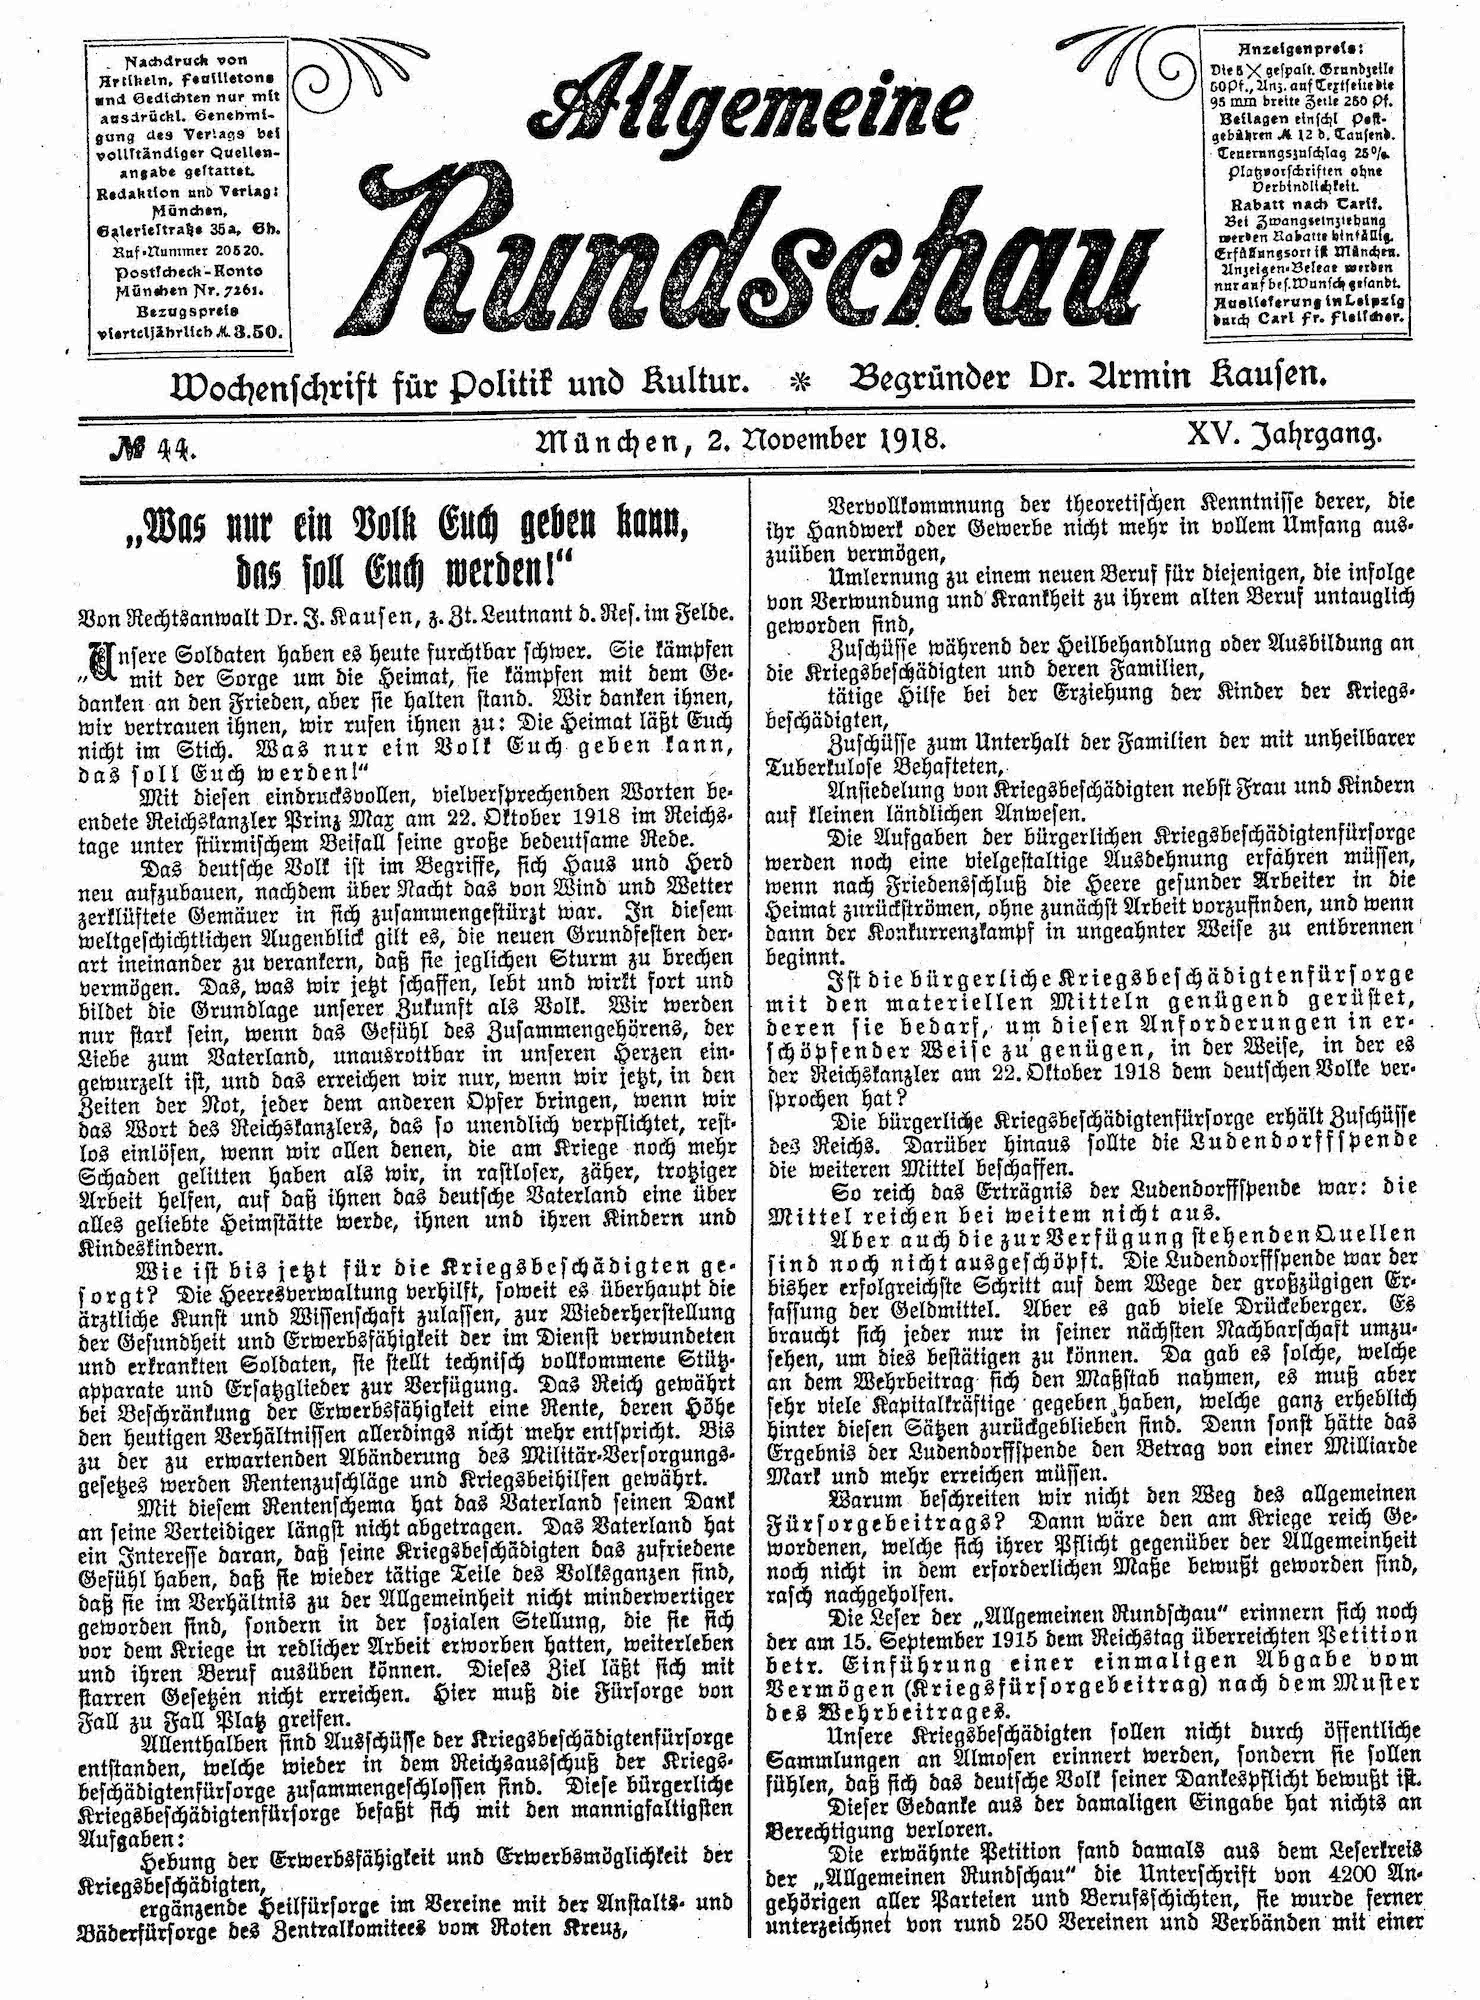 Nachdruck von
Artikeln, Feuilletons
und Gedichten nur mit
ausdrückl. Genehmi-
gung des Verlags bei
vollständiger Quellen-
angabe gestattet.
Redaktion und Verlag:
München,
Galeriestraße 35a, Gh.
Ruf-Nummer 20520.
Postscheck-Konto
München Nr. 7261.
Bezugspreis
vierteljährlich M 3.50.
Allgemeine
Rundschau
Anzeigenpreis:
Die 5 X gespalt. Grundzeile
50 Pf., Anz. auf Textseite die
95 mm breite Zeile 250 Pf.
Beilagen einschl Post-
gebühren M 12 d. Tausend.
Teuerungszuschlag 25%.
Platzvorschriften ohne
Verbindlichkeit.
Rabatt nach Tarif.
Bei Zwangseinziehung
werden Rabatte hinfällig.
Erfüllungsort ist München.
Anzeigen-Belege werden
nur auf bes. Wunsch gesandt.
Auslieferung in Leipzig
durch Carl Fr. Fleischer.
Wochenschrift für Politik und Kultur. * Begründer Dr. Armin Kausen.
№ 44. München, 2. November 1918. XV. Jahrgang.
„Was nur ein Volk Euch geben kann,
das soll Euch werden!“
Von Rechtsanwalt Dr. J. Kausen, z. Zt. Leutnant d. Res. im Felde.
„Unsere Soldaten haben es heute furchtbar schwer. Sie kämpfen
mit der Sorge um die Heimat, sie kämpfen mit dem Ge-
danken an den Frieden, aber sie halten stand. Wir danken ihnen,
wir vertrauen ihnen, wir rufen ihnen zu: Die Heimat läßt Euch
nicht im Stich. Was nur ein Volk Euch geben kann,
das soll Euch werden!“
Mit diesen eindrucksvollen, vielversprechenden Worten be-
endete Reichskanzler Prinz Max am 22. Oktober 1918 im Reichs-
tage unter stürmischem Beifall seine große bedeutsame Rede.
Das deutsche Volk ist im Begriffe, sich Haus und Herd
neu aufzubauen, nachdem über Nacht das von Wind und Wetter
zerklüftete Gemäuer in sich zusammengestürzt war. In diesem
weltgeschichtlichen Augenblick gilt es, die neuen Grundfesten der-
art ineinander zu verankern, daß sie jeglichen Sturm zu brechen
vermögen. Das, was wir jetzt schaffen, lebt und wirkt fort und
bildet die Grundlage unserer Zukunft als Volk. Wir werden
nur stark sein, wenn das Gefühl des Zusammengehörens, der
Liebe zum Vaterland, unausrottbar in unseren Herzen ein-
gewurzelt ist, und das erreichen wir nur, wenn wir jetzt, in den
Zeiten der Not, jeder dem anderen Opfer bringen, wenn wir
das Wort des Reichskanzlers, das so unendlich verpflichtet, rest-
los einlösen, wenn wir allen denen, die am Kriege noch mehr
Schaden gelitten haben als wir, in rastloser, zäher, trotziger
Arbeit helfen, auf daß ihnen das deutsche Vaterland eine über
alles geliebte Heimstätte werde, ihnen und ihren Kindern und
Kindeskindern.
Wie ist bis jetzt für die Kriegsbeschädigten ge-
sorgt? Die Heeresverwaltung verhilft, soweit es überhaupt die
ärztliche Kunst und Wissenschaft zulassen, zur Wiederherstellung
der Gesundheit und Erwerbsfähigkeit der im Dienst verwundeten
und erkrankten Soldaten, sie stellt technisch vollkommene Stütz-
apparate und Ersatzglieder zur Verfügung. Das Reich gewährt
bei Beschränkung der Erwerbsfähigkeit eine Rente, deren Höhe
den heutigen Verhältnissen allerdings nicht mehr entspricht. Bis
zu der zu erwartenden Abänderung des Militär-Versorgungs-
gesetzes werden Rentenzuschläge und Kriegsbeihilfen gewährt.
Mit diesem Rentenschema hat das Vaterland seinen Dank
an seine Verteidiger längst nicht abgetragen. Das Vaterland hat
ein Interesse daran, daß seine Kriegsbeschädigten das zufriedene
Gefühl haben, daß sie wieder tätige Teile des Volksganzen sind,
daß sie im Verhältnis zu der Allgemeinheit nicht minderwertiger
geworden sind, sondern in der sozialen Stellung, die sie sich
vor dem Kriege in redlicher Arbeit erworben hatten, weiterleben
und ihren Beruf ausüben können. Dieses Ziel läßt sich mit
starren Gesetzen nicht erreichen. Hier muß die Fürsorge von
Fall zu Fall Platz greifen.
Allenthalben sind Ausschüsse der Kriegsbeschädigtenfürsorge
entstanden, welche wieder in dem Reichsausschuß der Kriegs-
beschädigtenfürsorge zusammengeschlossen sind. Diese bürgerliche
Kriegsbeschädigtenfürsorge befaßt sich mit den mannigfaltigsten
Aufgaben:
Hebung der Erwerbsfähigkeit und Erwerbsmöglichkeit der
Kriegsbeschädigten,
ergänzende Heilfürsorge im Vereine mit der Anstalts- und
Bäderfürsorge des Zentralkomitees vom Roten Kreuz,
Vervollkommnung der theoretischen Kenntnisse derer, die
ihr Handwerk oder Gewerbe nicht mehr in vollem Umfang aus-
zuüben vermögen,
Umlernung zu einem neuen Beruf für diejenigen, die infolge
von Verwundung und Krankheit zu ihrem alten Beruf untauglich
geworden sind,
Zuschüsse während der Heilbehandlung oder Ausbildung an
die Kriegsbeschädigten und deren Familien,
tätige Hilfe bei der Erziehung der Kinder der Kriegs-
beschädigten,
Zuschüsse zum Unterhalt der Familien der mit unheilbarer
Tuberkulose Behafteten,
Ansiedelung von Kriegsbeschädigten nebst Frau und Kindern
auf kleinen ländlichen Anwesen.
Die Aufgaben der bürgerlichen Kriegsbeschädigtenfürsorge
werden noch eine vielgestaltige Ausdehnung erfahren müssen,
wenn nach Friedensschluß die Heere gesunder Arbeiter in die
Heimat zurückströmen, ohne zunächst Arbeit vorzufinden, und wenn
dann der Konkurrenzkampf in ungeahnter Weise zu entbrennen
beginnt.
Ist die bürgerliche Kriegsbeschädigtenfürsorge
mit den materiellen Mitteln genügend gerüstet,
deren sie bedarf, um diesen Anforderungen in er-
schöpfender Weise zu genügen, in der Weise, in der es
der Reichskanzler am 22. Oktober 1918 dem deutschen Volke ver-
sprochen hat?
Die bürgerliche Kriegsbeschädigtenfürsorge erhält Zuschüsse
des Reichs. Darüber hinaus sollte die Ludendorffspende
die weiteren Mittel beschaffen.
So reich das Erträgnis der Ludendorffspende war: die
Mittel reichen bei weitem nicht aus.
Aber auch die zur Verfügung stehenden Quellen
sind noch nicht ausgeschöpft. Die Ludendorffspende war der
bisher erfolgreichste Schritt auf dem Wege der großzügigen Er-
fassung der Geldmittel. Aber es gab viele Drückeberger. Es
braucht sich jeder nur in seiner nächsten Nachbarschaft umzu-
sehen, um dies bestätigen zu können. Da gab es solche, welche
an dem Wehrbeitrag sich den Maßstab nahmen, es muß aber
sehr viele Kapitalkräftige gegeben haben, welche ganz erheblich
hinter diesen Sätzen zurückgeblieben sind. Denn sonst hätte das
Ergebnis der Ludendorffspende den Betrag von einer Milliarde
Mark und mehr erreichen müssen.
Warum beschreiten wir nicht den Weg des allgemeinen
Fürsorgebeitrags? Dann wäre den am Kriege reich Ge-
wordenen, welche sich ihrer Pflicht gegenüber der Allgemeinheit
noch nicht in dem erforderlichen Maße bewußt geworden sind,
rasch nachgeholfen.
Die Leser der „Allgemeinen Rundschau“ erinnern sich noch
der am 15. September 1915 dem Reichstag überreichten Petition
betr. Einführung einer einmaligen Abgabe vom
Vermögen (Kriegsfürsorgebeitrag) nach dem Muster
des Wehrbeitrages.
Unsere Kriegsbeschädigten sollen nicht durch öffentliche
Sammlungen an Almosen erinnert werden, sondern sie sollen
fühlen, daß sich das deutsche Volk seiner Dankespflicht bewußt ist.
Dieser Gedanke aus der damaligen Eingabe hat nichts an
Berechtigung verloren.
Die erwähnte Petition fand damals aus dem Leserkreis
der „Allgemeinen Rundschau“ die Unterschrift von 4200 An-
gehörigen aller Parteien und Berufsschichten, sie wurde ferner
unterzeichnet von rund 250 Vereinen und Verbänden mit einer